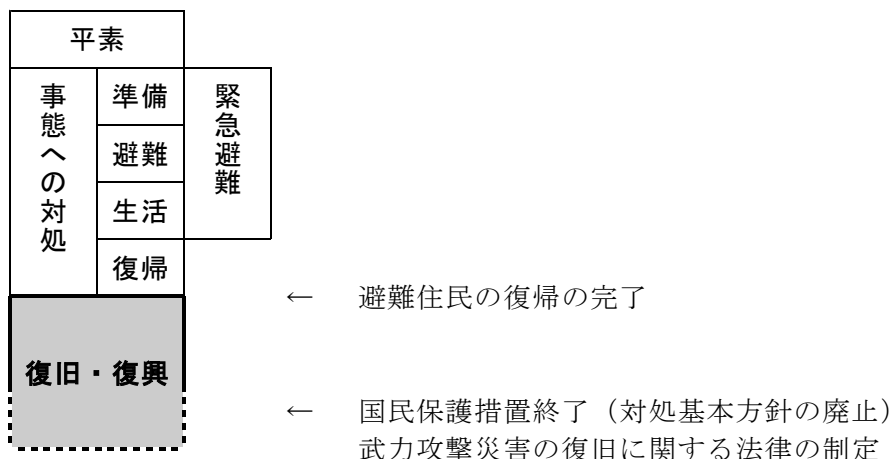 平素
事態への対処
準備
緊急避難
避難
生活
復帰
← 避難住民の復帰の完了
復旧・復興
← 国民保護措置終了（対処基本方針の廃止）
武力攻撃災害の復旧に関する法律の制定